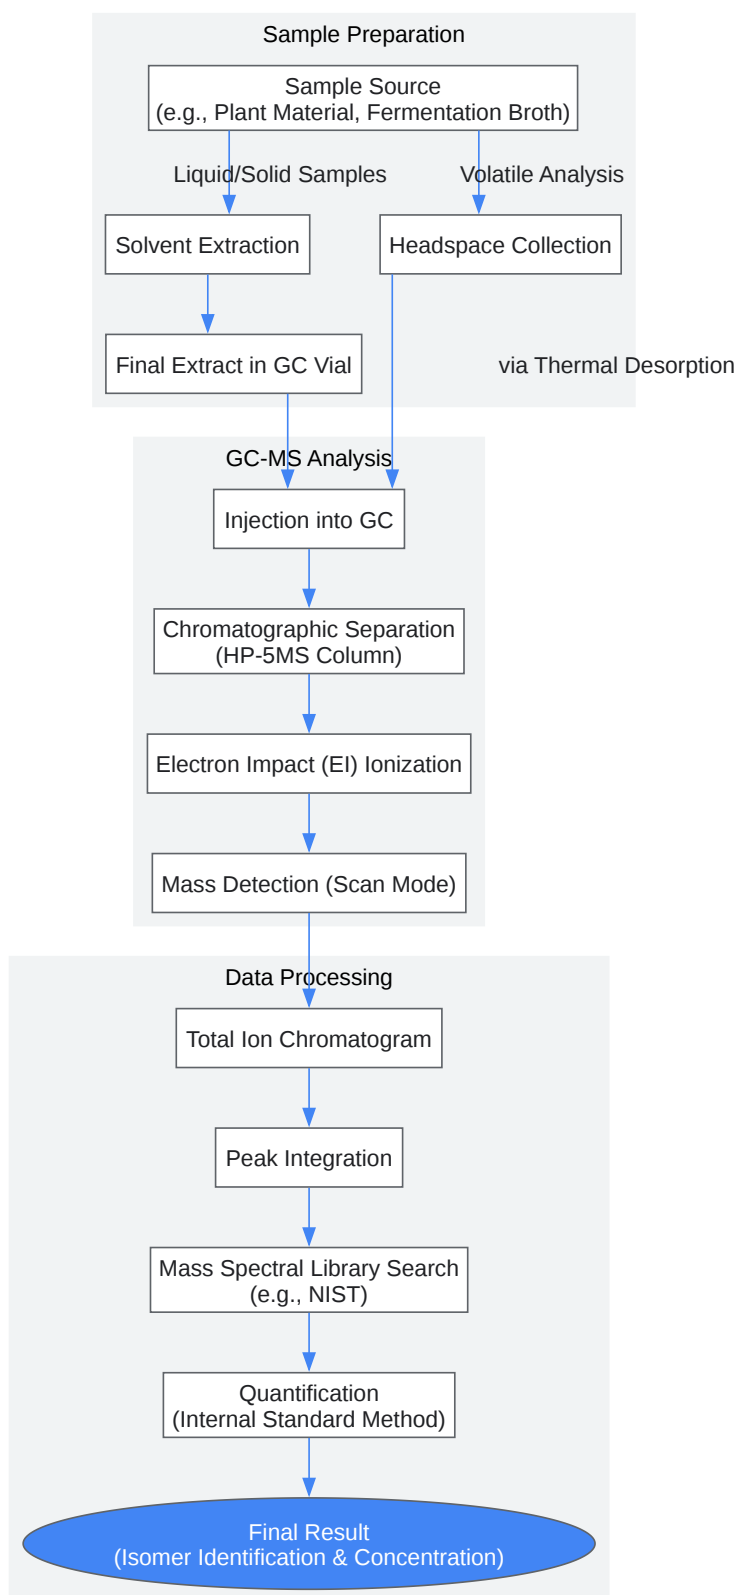 Sample Preparation
Sample Source
(e.g., Plant Material, Fermentation Broth)
Liquid/Solid Samples
Volatile Analysis
Solvent Extraction
Headspace Collection
Final Extract in GC Vial
via Thermal Desorption
GC-MS Analysis
Injection into GC
Chromatographic Separation
(HP-5MS Column)
Electron Impact (EI) Ionization
Mass Detection (Scan Mode)
Data Processing
Total Ion Chromatogram
Peak Integration
Mass Spectral Library Search
(e.g., NIST)
Quantification
(Internal Standard Method)
Final Result
(Isomer Identification & Concentration)